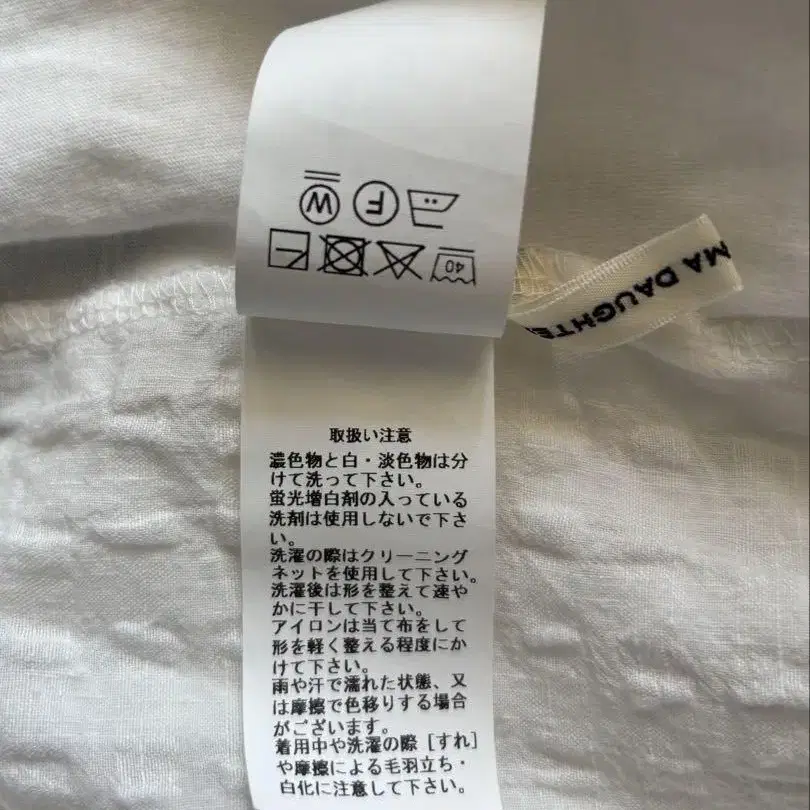 W F
40
MA DAUGHTE
取扱い注意
濃色物と白・淡色物は分
けて洗って下さい。
蛍光増白剤の入っている
洗剤は使用しないで下さ
い。
洗濯の際はクリーニング
ネットを使用して下さい。
洗濯後は形を整えて速や
かに干して下さい。
アイロンは当て布をして
形を軽く整える程度にか
けて下さい。
雨や汗で濡れた状態、又
は摩擦で色移りする場合
がございます。
着用中や洗濯の際［すれ］
や摩擦による毛羽立ち・
白化に注意して下さい。